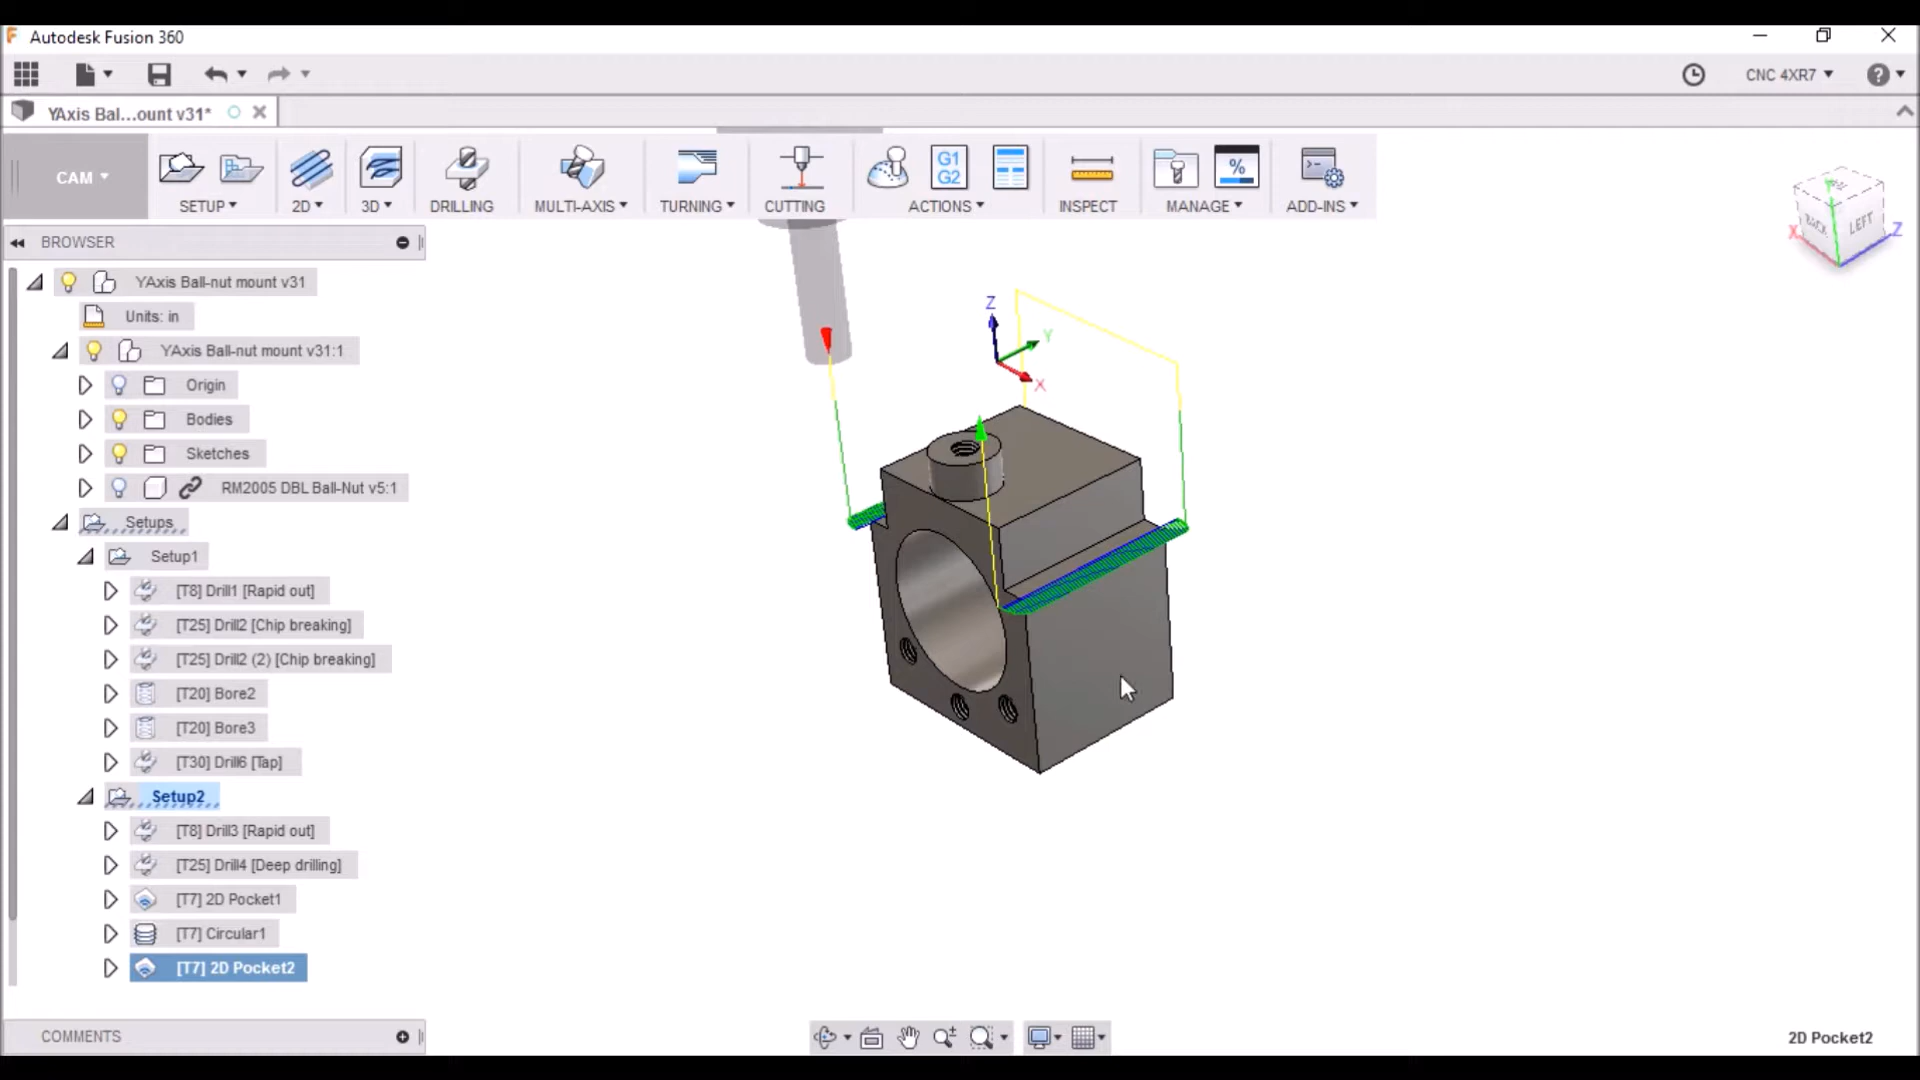 Autodesk Fusion 360
CNC 4XR7
YAxis Bal...ount v31*
CAM
SETUP
2D
3D
DRILLING
MULTI-AXIS
TURNING
CUTTING
G1
G2
ACTIONS
INSPECT
%
MANAGE
ADD-INS
BROWSER
YAxis Ball-nut mount v31
Units: in
YAxis Ball-nut mount v31:1
Origin
Bodies
Sketches
RM2005 DBL Ball-Nut v5:1
Setups
Setup1
[T8] Drill1 [Rapid out]
[T25] Drill2 [Chip breaking]
[T25] Drill2 (2) [Chip breaking]
[T20] Bore2
[T20] Bore3
[T30] Drill6 [Tap]
Setup2
[T8] Drill3 [Rapid out]
[T25] Drill4 [Deep drilling]
[T7] 2D Pocket1
[T7] Circular1
[T7] 2D Pocket2
Z
Y
X
BACK
LEFT
X
Z
COMMENTS
2D Pocket2